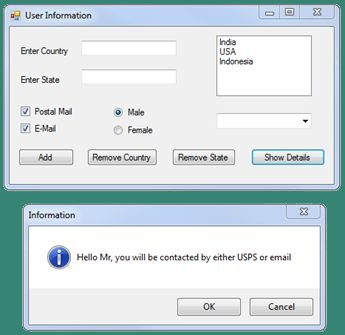 User Information
Enter Country
India
USA
Indonesia
Enter State
Postal Mail
Male
E-Mail
Female
Add
Remove Country
Remove State
Show Details
Information
Hello Mr, you will be contacted by either USPS or email
OK
Cancel